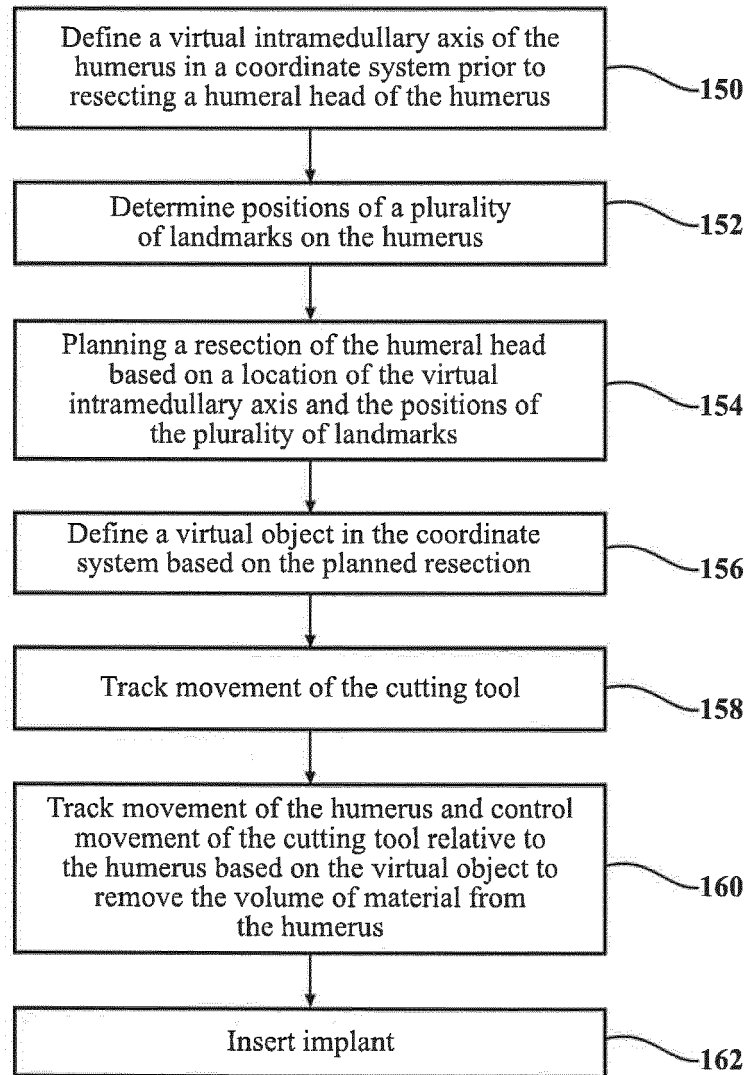 Define a virtual intramedullary axis of the
humerus in a coordinate system prior to
resecting a humeral head of the humerus
150
Determine positions of a plurality
of landmarks on the humerus
152
Planning a resection of the humeral head
based on a location of the virtual
intramedullary axis and the positions of
the plurality of landmarks
154
Define a virtual object in the coordinate
system based on the planned resection
156
Track movement of the cutting tool
158
Track movement of the humerus and control
movement of the cutting tool relative to
the humerus based on the virtual object to
remove the volume of material from
the humerus
160
Insert implant
162